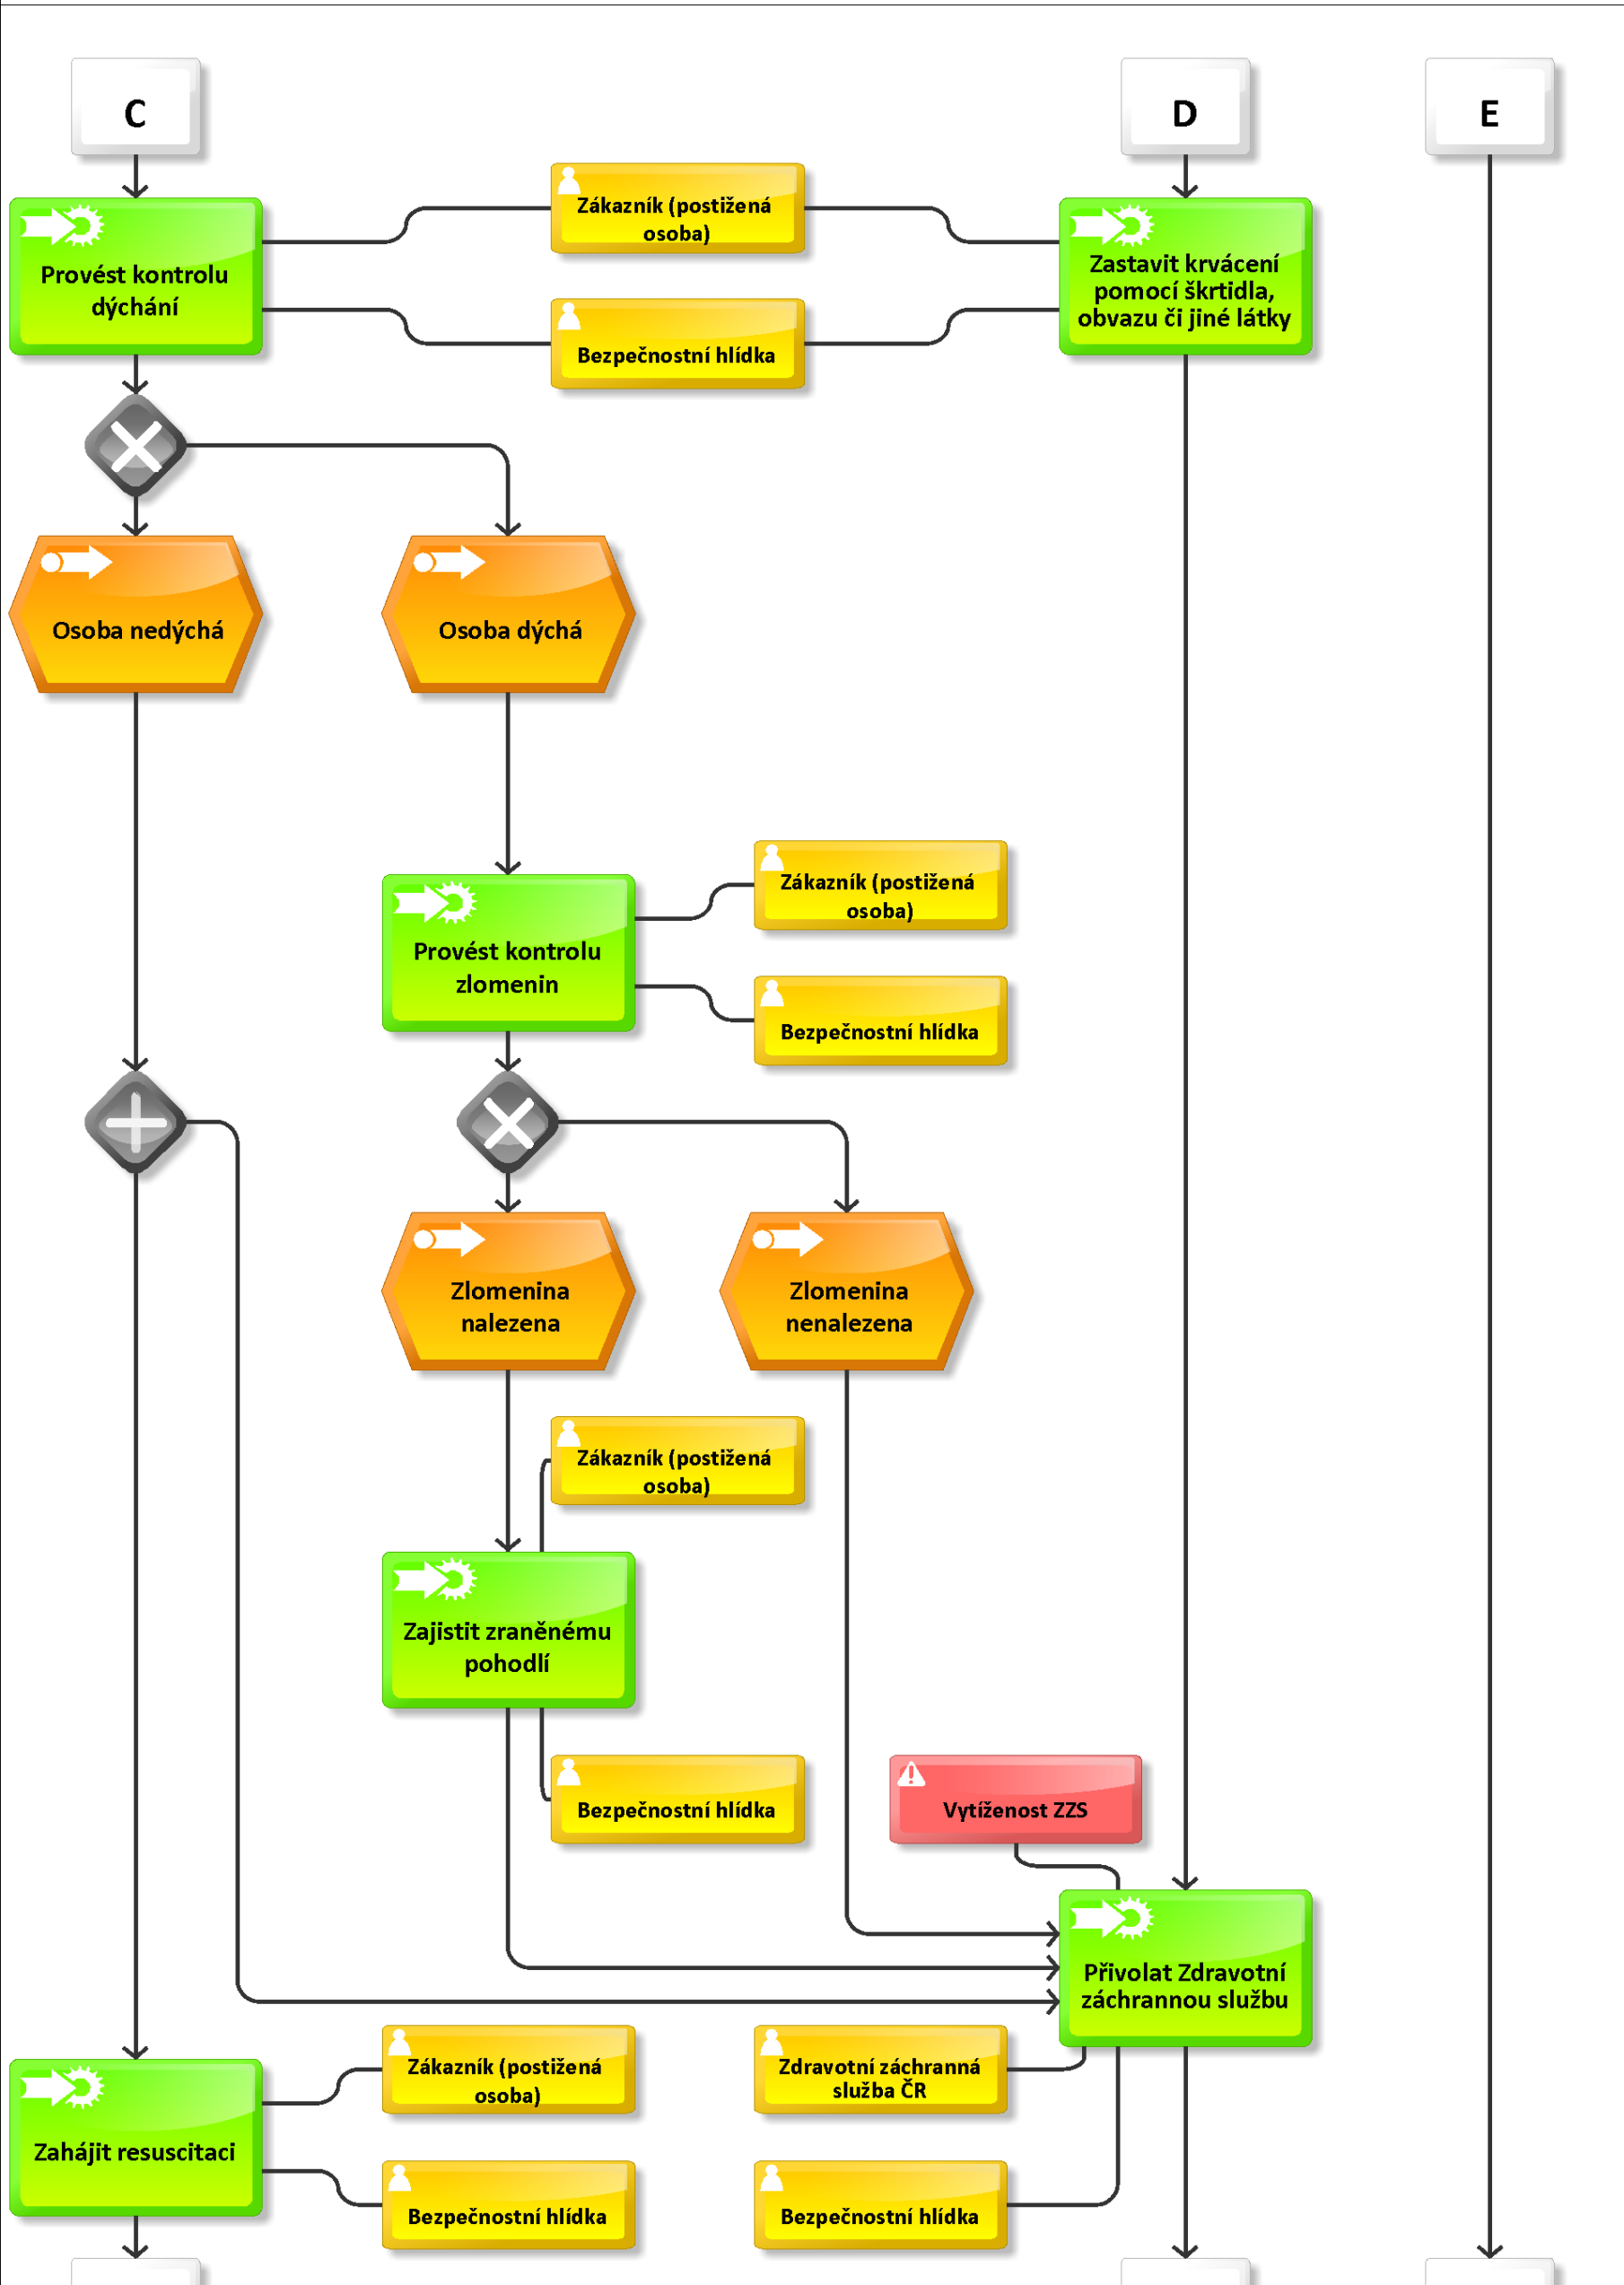 C
D
E
Zákazník (postižená
osoba)
Provést kontrolu
dýchání
Zastavit krvácení
pomocí škrtidla,
obvazu či jiné látky
Bezpečnostní hlídka
Osoba nedýchá
Osoba dýchá
Zákazník (postižená
osoba)
Provést kontrolu
zlomenin
Bezpečnostní hlídka
Zlomenina
nalezena
Zlomenina
nenalezena
Zákazník (postižená
osoba)
Zajistit zraněnému
pohodlí
Bezpečnostní hlídka
Vytíženost ZZS
Přivolat Zdravotní
záchrannou službu
Zákazník (postižená
osoba)
Zdravotní záchranná
služba ČR
Zahájit resuscitaci
Bezpečnostní hlídka
Bezpečnostní hlídka